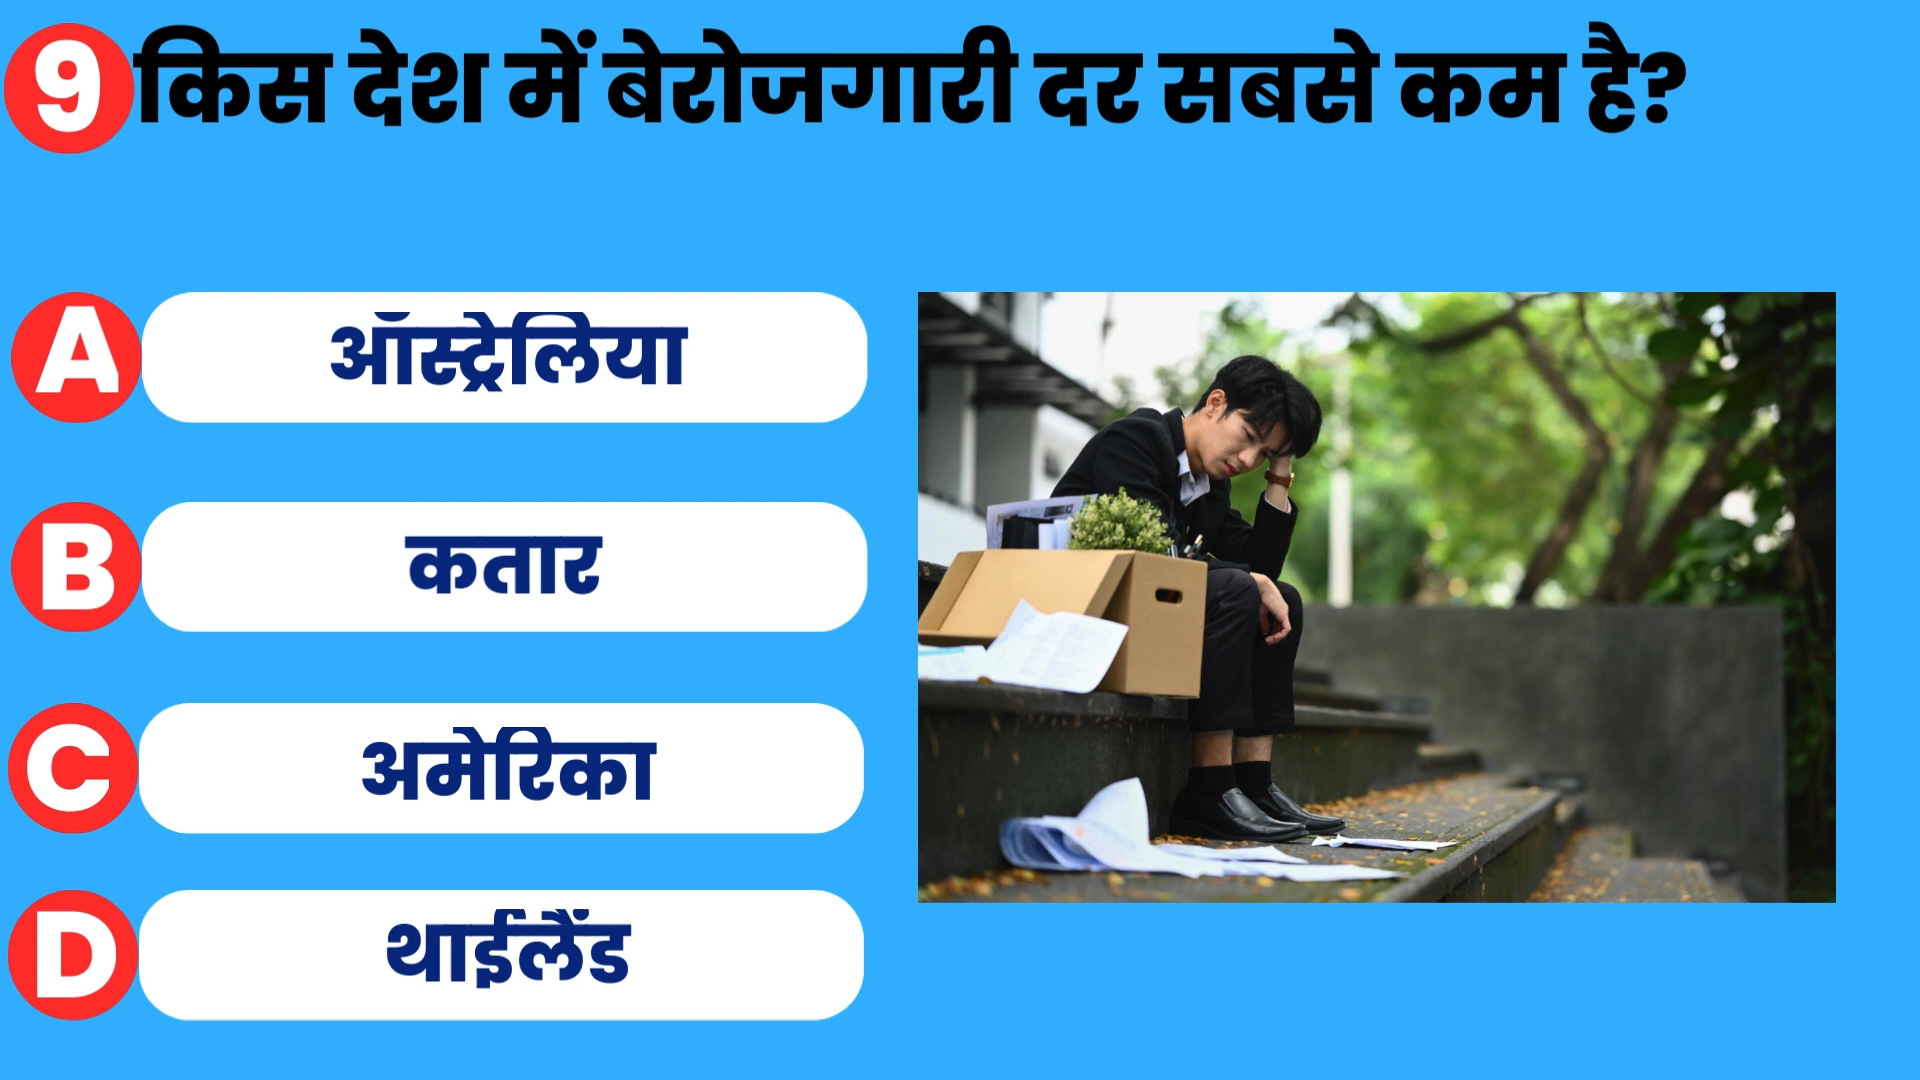 9 किस देश में बेरोजगारी दर सबसे कम है?
A ऑस्ट्रेलिया
B कतार
C अमेरिका
D थाईलैंड